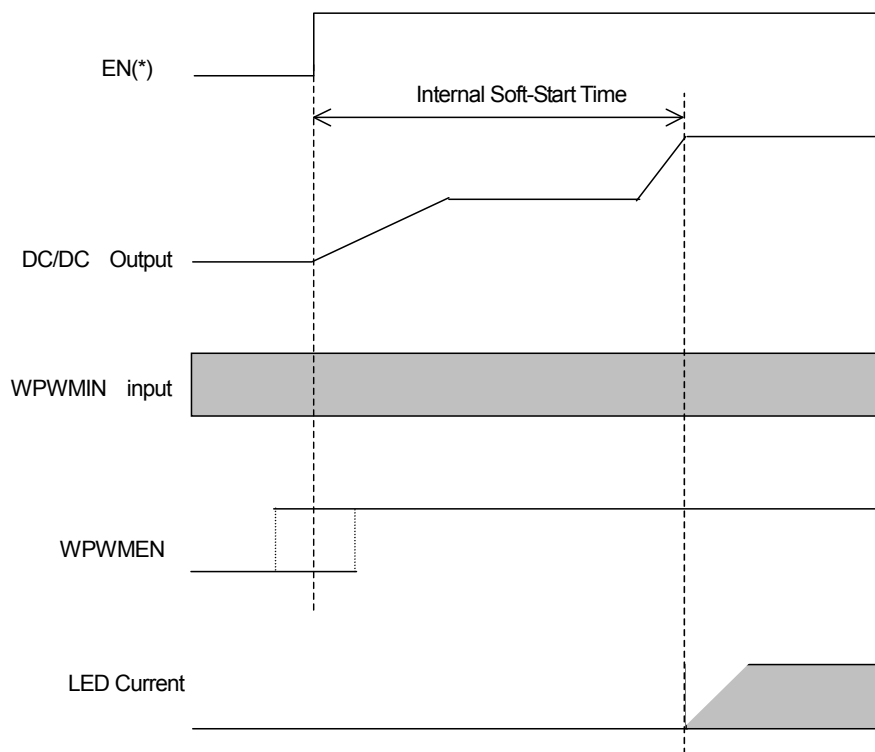 EN(*)
Internal Soft-Start Time
DC/DC Output
WPWMIN input
WPWMEN
LED Current